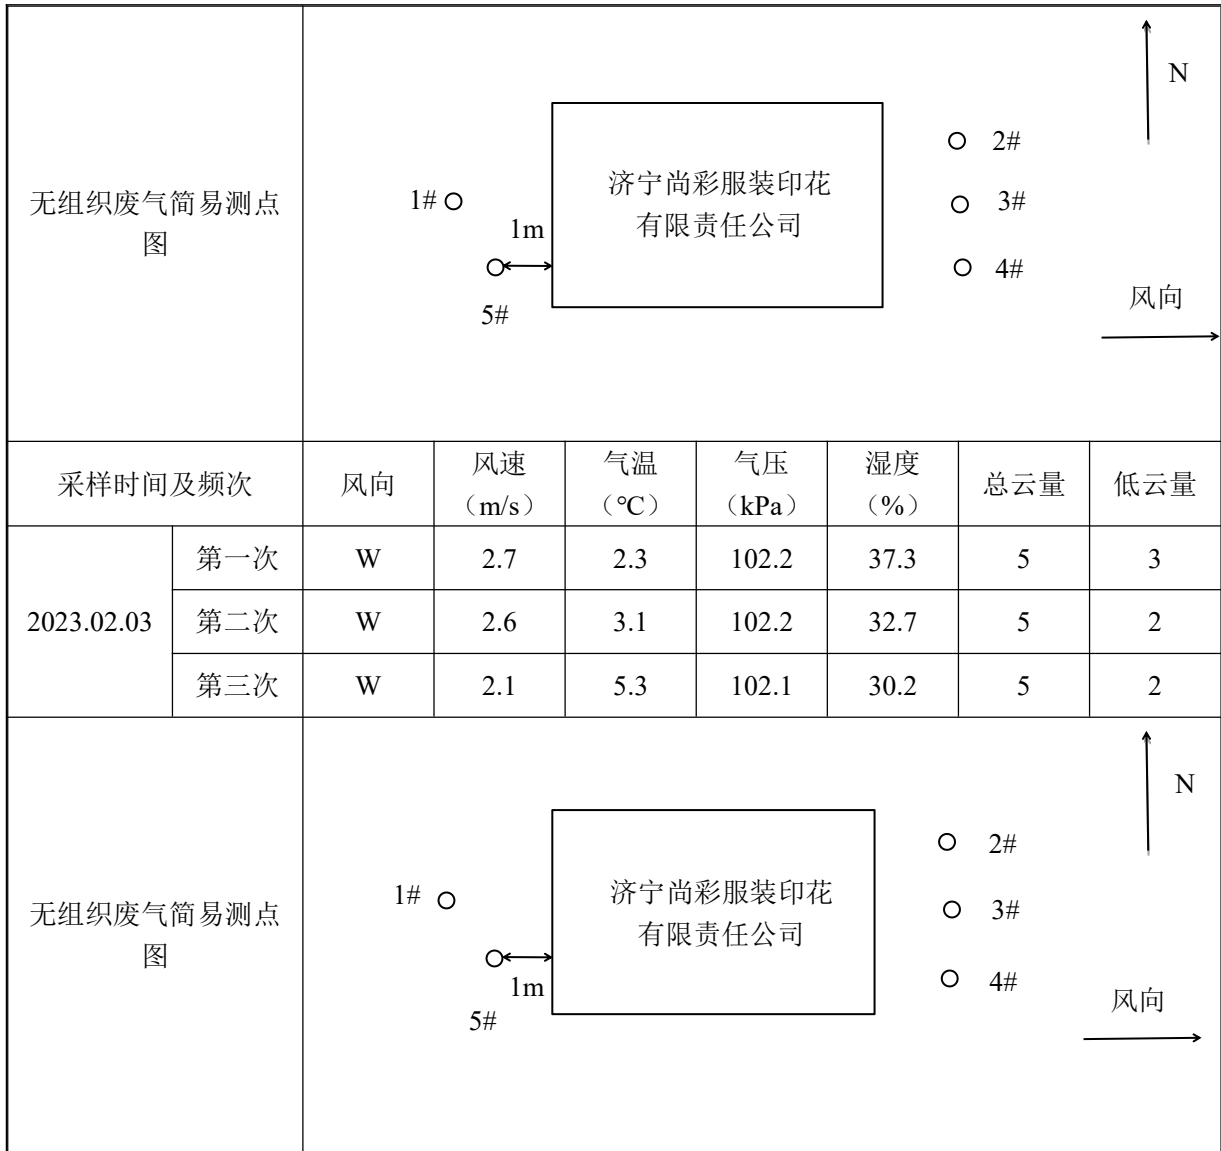 无组织废气简易测点
图
N
2#
济宁尚彩服装印花
有限责任公司
1#
3#
1m
4#
5#
风向
采样时间及频次 风向 风速（m/s） 气温（℃） 气压（kPa） 湿度（%） 总云量 低云量
2023.02.03 第一次 W 2.7 2.3 102.2 37.3 5 3
第二次 W 2.6 3.1 102.2 32.7 5 2
第三次 W 2.1 5.3 102.1 30.2 5 2
无组织废气简易测点
图
N
2#
济宁尚彩服装印花
有限责任公司
1#
3#
1m
4#
5#
风向